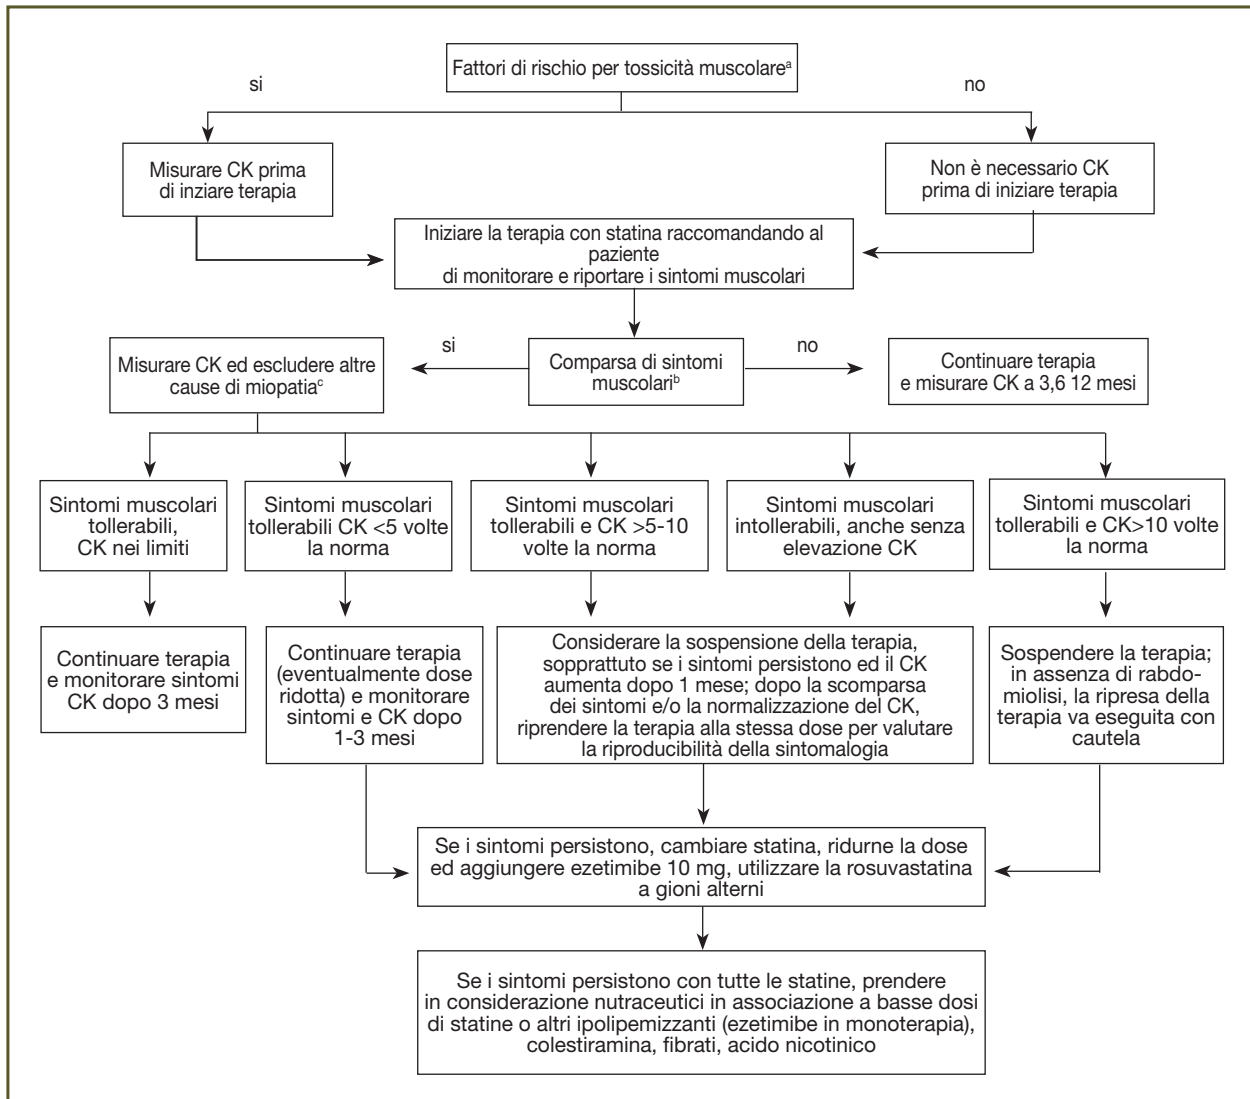 Fattori di rischio per tossicità muscolareᵃ
si
no
Misurare CK prima
di inziare terapia
Non è necessario CK
prima di iniziare terapia
Iniziare la terapia con statina raccomandando al
paziente
di monitorare e riportare i sintomi muscolari
Misurare CK ed escludere altre
cause di miopatiaᶜ
si
Comparsa di sintomi
muscolariᵇ
no
Continuare terapia
e misurare CK a 3,6 12 mesi
Sintomi muscolari
tollerabili,
CK nei limiti
Sintomi muscolari
tollerabili CK <5 volte
la norma
Sintomi muscolari
tollerabili e CK >5-10
volte la norma
Sintomi muscolari
intollerabili, anche senza
elevazione CK
Sintomi muscolari
tollerabili e CK>10 volte
la norma
Continuare terapia
e monitorare sintomi
CK dopo 3 mesi
Continuare terapia
(eventualmente dose
ridotta) e monitorare
sintomi e CK dopo
1-3 mesi
Considerare la sospensione della terapia,
sopprattuto se i sintomi persistono ed il CK
aumenta dopo 1 mese; dopo la scomparsa
dei sintomi e/o la normalizzazione del CK,
riprendere la terapia alla stessa dose per valutare
la riproducibilità della sintomalogia
Sospendere la terapia;
in assenza di rabdo-
miolisi, la ripresa della
terapia va eseguita con
cautela
Se i sintomi persistono, cambiare statina, ridurne la dose
ed aggiungere ezetimibe 10 mg, utilizzare la rosuvastatina
a gioni alterni
Se i sintomi persistono con tutte le statine, prendere
in considerazione nutraceutici in associazione a basse dosi
di statine o altri ipolipemizzanti (ezetimibe in monoterapia),
colestiramina, fibrati, acido nicotinico